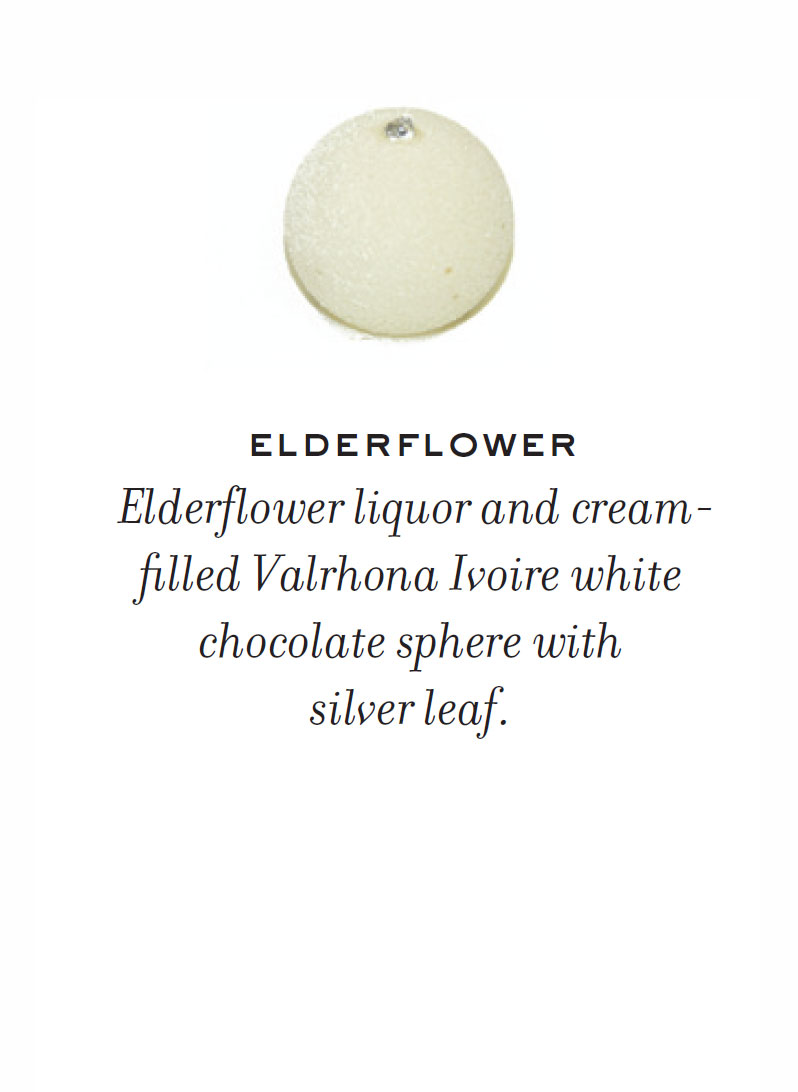 ELDERFLOWER
Elderflower liquor and cream-
filled Valrhona Ivoire white
chocolate sphere with
silver leaf.